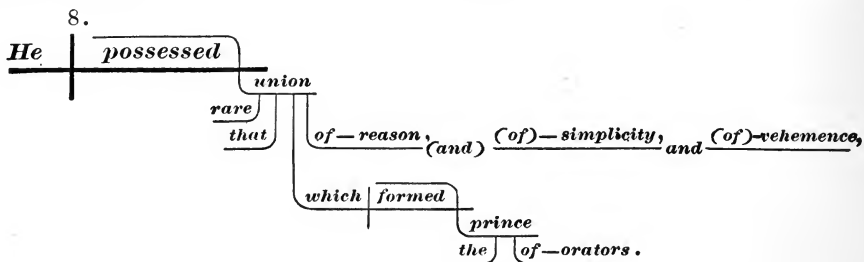 8.
He possessed
union
rare
that of—reason, (and) (of)—simplicity, and (of)-vehemence,
which formed
prince
the of—orators.